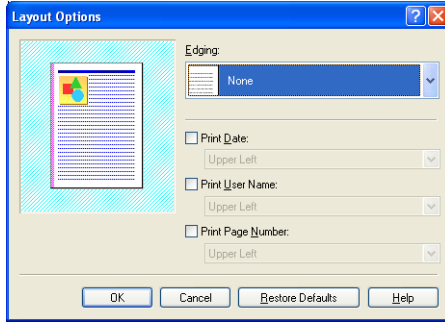 Layout Options
Edging:
None
Print Date:
Upper Left
Print User Name:
Upper Left
Print Page Number:
Upper Left
OK Cancel Restore Defaults Help